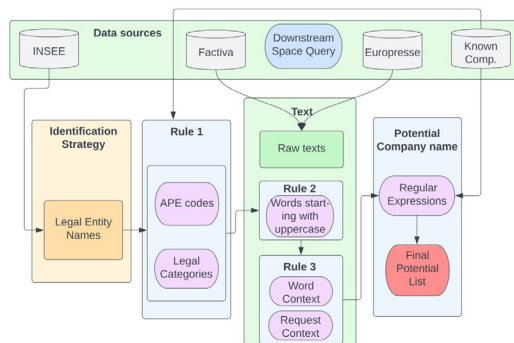 Data sources
INSEE
Factiva
Downstream
Space Query
Europresse
Known
Comp.
Identification
Strategy
Legal Entity
Names
Rule 1
APE codes
Legal
Categories
Text
Raw texts
Rule 2
Words start-
ing with
uppercase
Rule 3
Word
Context
Request
Context
Potential
Company name
Regular
Expressions
Final
Potential
List